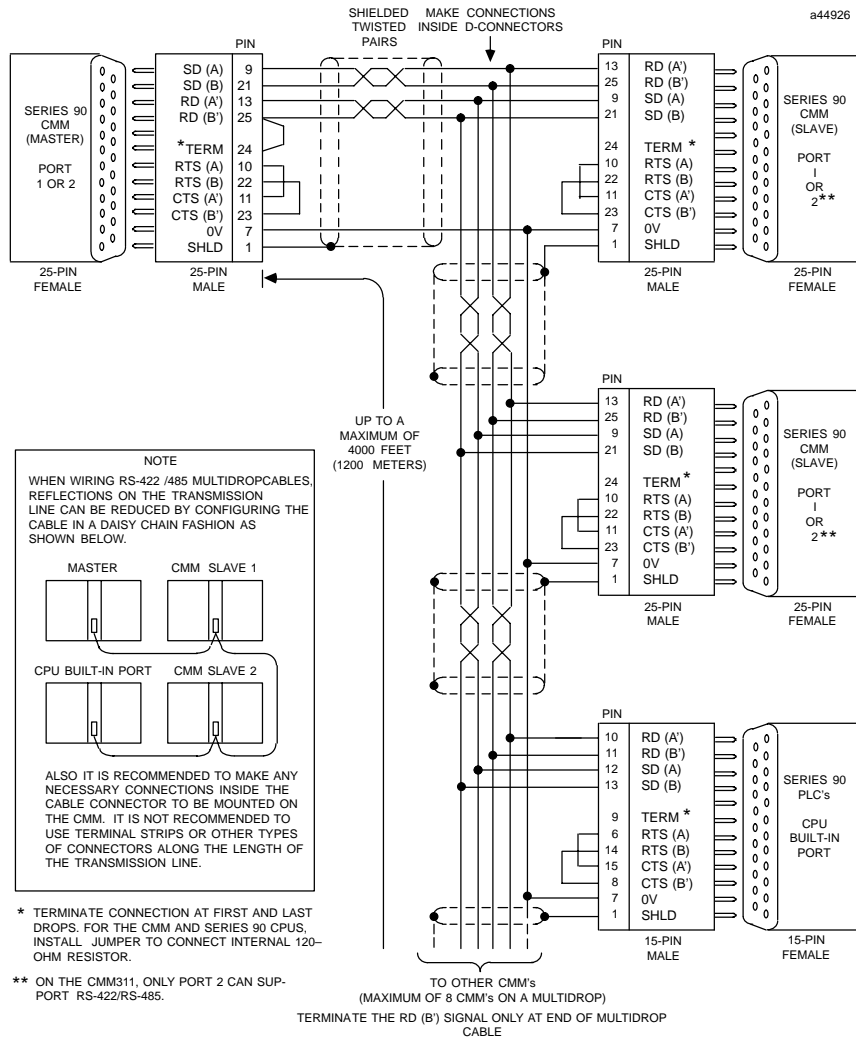 SHIELDED
TWISTED
PAIRS
MAKE CONNECTIONS
INSIDE D-CONNECTORS
a44926
SERIES 90
CMM
(MASTER)
PORT
1 OR 2
25-PIN
FEMALE
PIN
SD (A) 9
SD (B) 21
RD (A') 13
RD (B') 25
*TERM 24
RTS (A) 10
RTS (B) 22
CTS (A') 11
CTS (B') 23
0V 7
SHLD 1
25-PIN
MALE
PIN
13 RD (A')
25 RD (B')
9 SD (A)
21 SD (B)
24 TERM *
10 RTS (A)
22 RTS (B)
11 CTS (A')
23 CTS (B')
7 0V
1 SHLD
25-PIN
MALE
SERIES 90
CMM
(SLAVE)
PORT
I
OR
2**
25-PIN
FEMALE
UP TO A
MAXIMUM OF
4000 FEET
(1200 METERS)
PIN
13 RD (A')
25 RD (B')
9 SD (A)
21 SD (B)
24 TERM *
10 RTS (A)
22 RTS (B)
11 CTS (A')
23 CTS (B')
7 0V
1 SHLD
25-PIN
MALE
SERIES 90
CMM
(SLAVE)
PORT
I
OR
2**
25-PIN
FEMALE
NOTE
WHEN WIRING RS-422 /485 MULTIDROPCABLES,
REFLECTIONS ON THE TRANSMISSION
LINE CAN BE REDUCED BY CONFIGURING THE
CABLE IN A DAISY CHAIN FASHION AS
SHOWN BELOW.
MASTER CMM SLAVE 1
CPU BUILT-IN PORT CMM SLAVE 2
ALSO IT IS RECOMMENDED TO MAKE ANY
NECESSARY CONNECTIONS INSIDE THE
CABLE CONNECTOR TO BE MOUNTED ON
THE CMM. IT IS NOT RECOMMENDED TO
USE TERMINAL STRIPS OR OTHER TYPES
OF CONNECTORS ALONG THE LENGTH OF
THE TRANSMISSION LINE.
PIN
10 RD (A')
11 RD (B')
12 SD (A)
13 SD (B)
9 TERM *
6 RTS (A)
14 RTS (B)
15 CTS (A')
8 CTS (B')
7 0V
1 SHLD
15-PIN
MALE
SERIES 90
PLC's
CPU
BUILT-IN
PORT
15-PIN
FEMALE
* TERMINATE CONNECTION AT FIRST AND LAST
DROPS. FOR THE CMM AND SERIES 90 CPUS,
INSTALL JUMPER TO CONNECT INTERNAL 120–
OHM RESISTOR.
** ON THE CMM311, ONLY PORT 2 CAN SUP-
PORT RS-422/RS-485.
TO OTHER CMM's
(MAXIMUM OF 8 CMM's ON A MULTIDROP)
TERMINATE THE RD (B') SIGNAL ONLY AT END OF MULTIDROP
CABLE